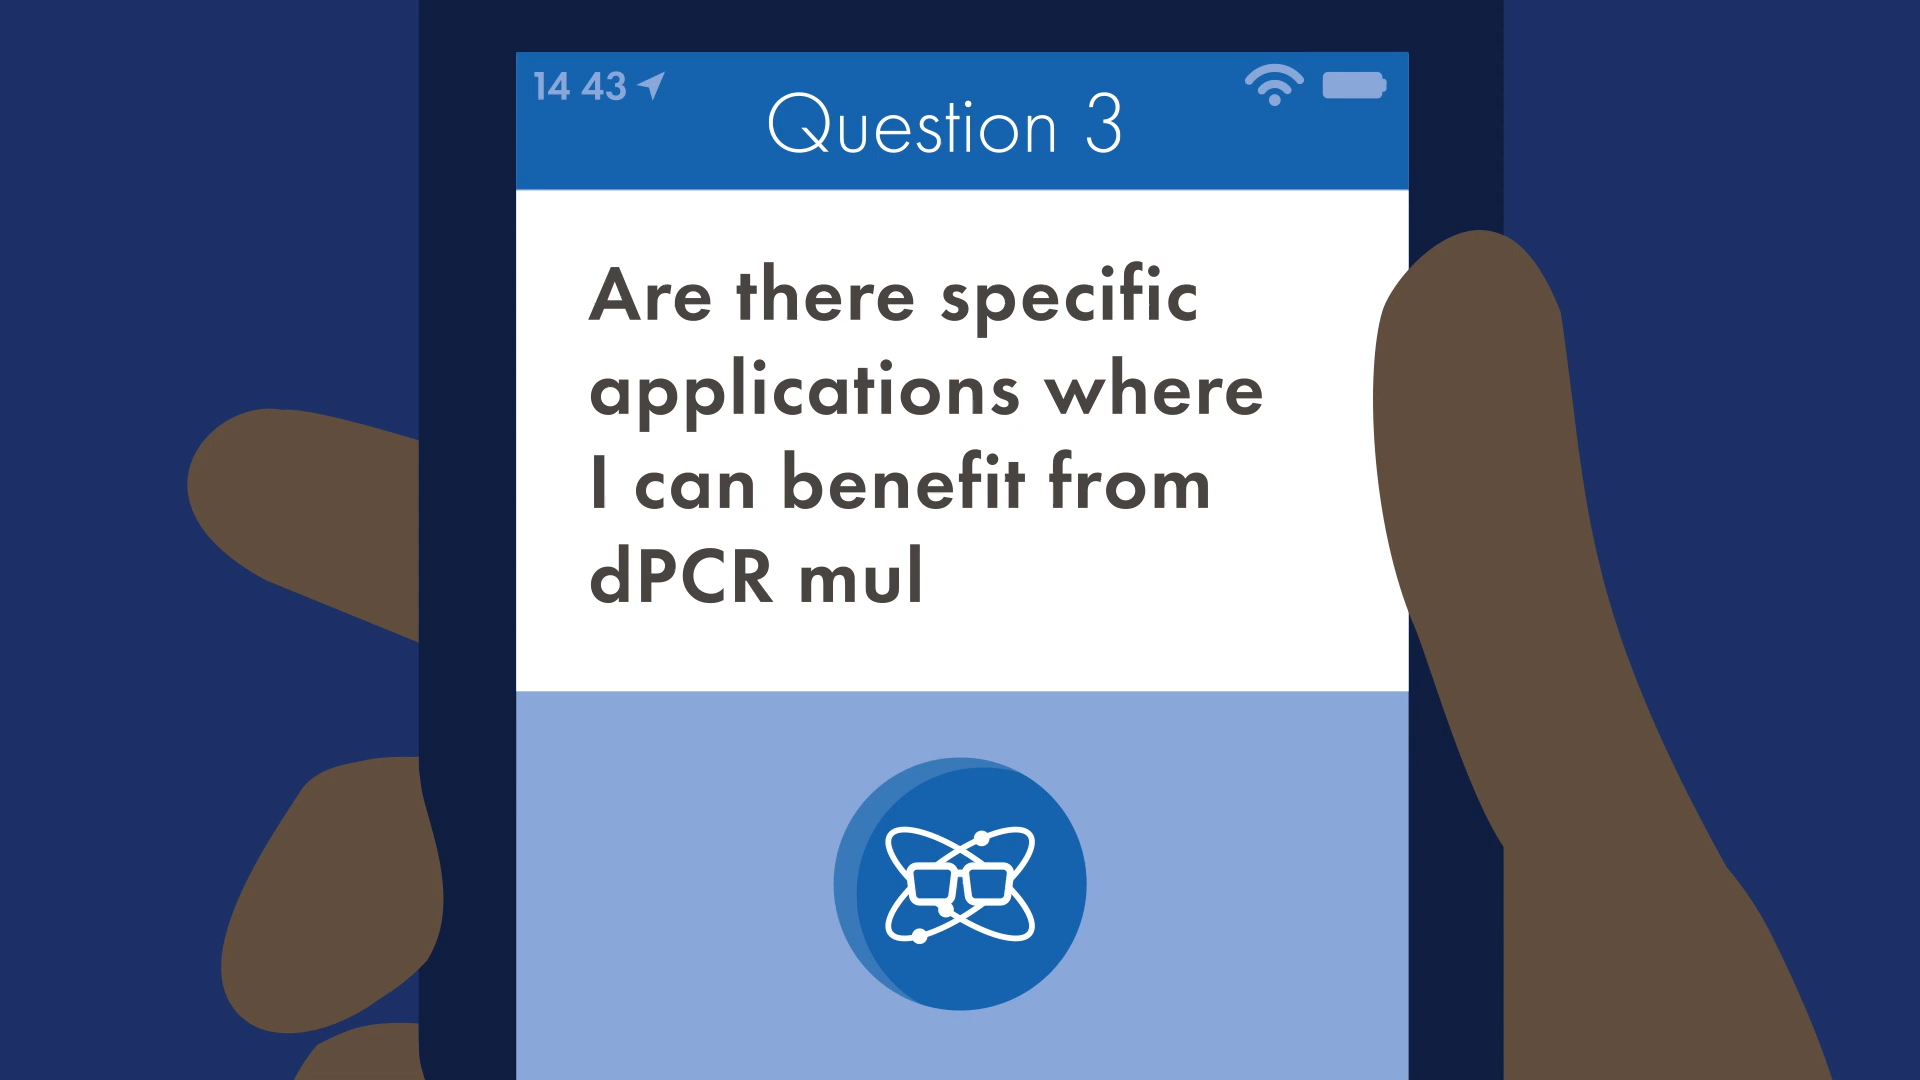 14 43
Question 3
Are there specific
applications where
I can benefit from
dPCR mul